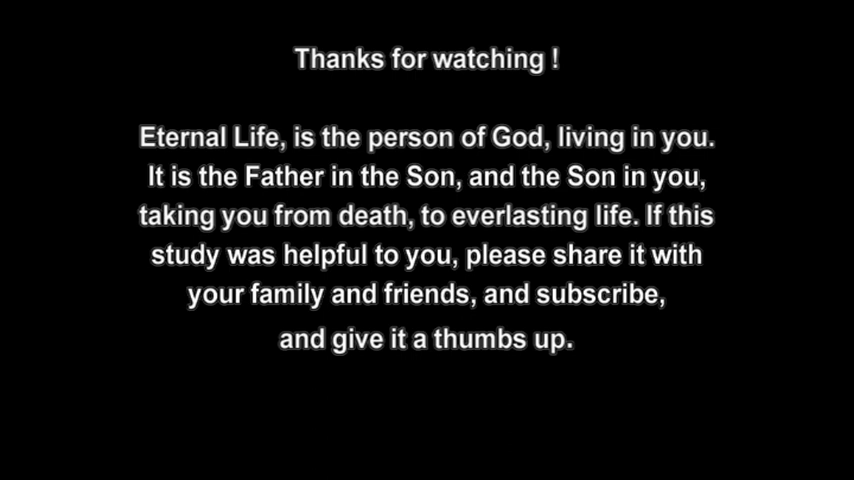 Thanks for watching !
Eternal Life, is the person of God, living in you.
It is the Father in the Son, and the Son in you,
taking you from death, to everlasting life. If this
study was helpful to you, please share it with
your family and friends, and subscribe,
and give it a thumbs up.